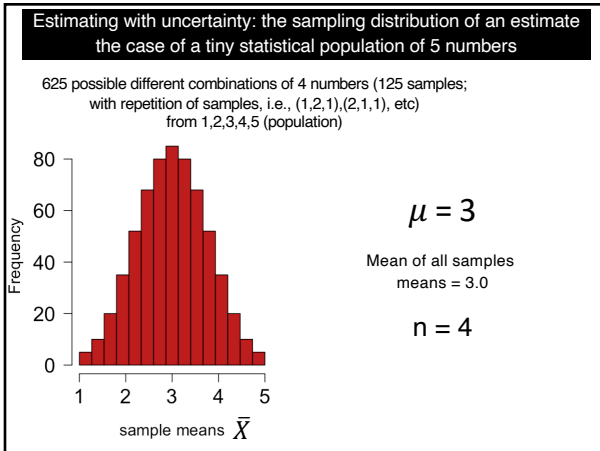 Estimating with uncertainty: the sampling distribution of an estimate
the case of a tiny statistical population of 5 numbers
625 possible different combinations of 4 numbers (125 samples;
with repetition of samples, i.e., (1,2,1),(2,1,1), etc)
from 1,2,3,4,5 (population)
80
60
40
20
0
Frequency
1 2 3 4 5
sample means X̄
μ = 3
Mean of all samples
means = 3.0
n = 4